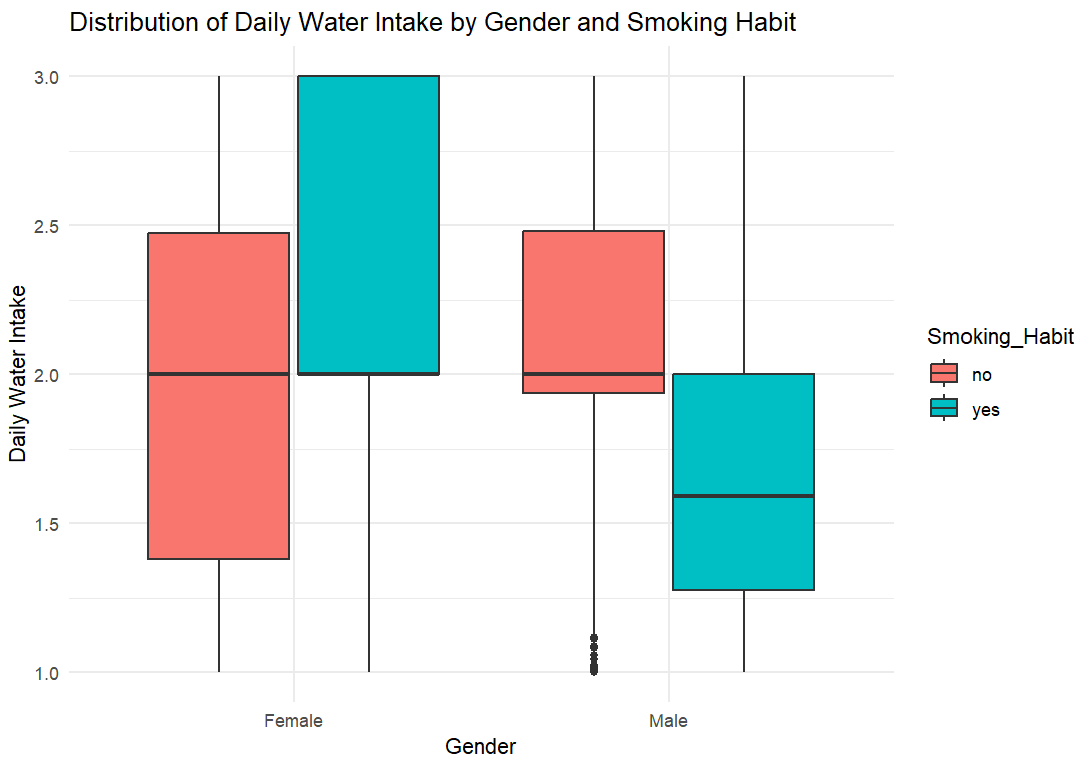 Distribution of Daily Water Intake by Gender and Smoking Habit
3.0
2.5
2.0
1.5
1.0
Daily Water Intake
Female
Male
Gender
Smoking_Habit
no
yes